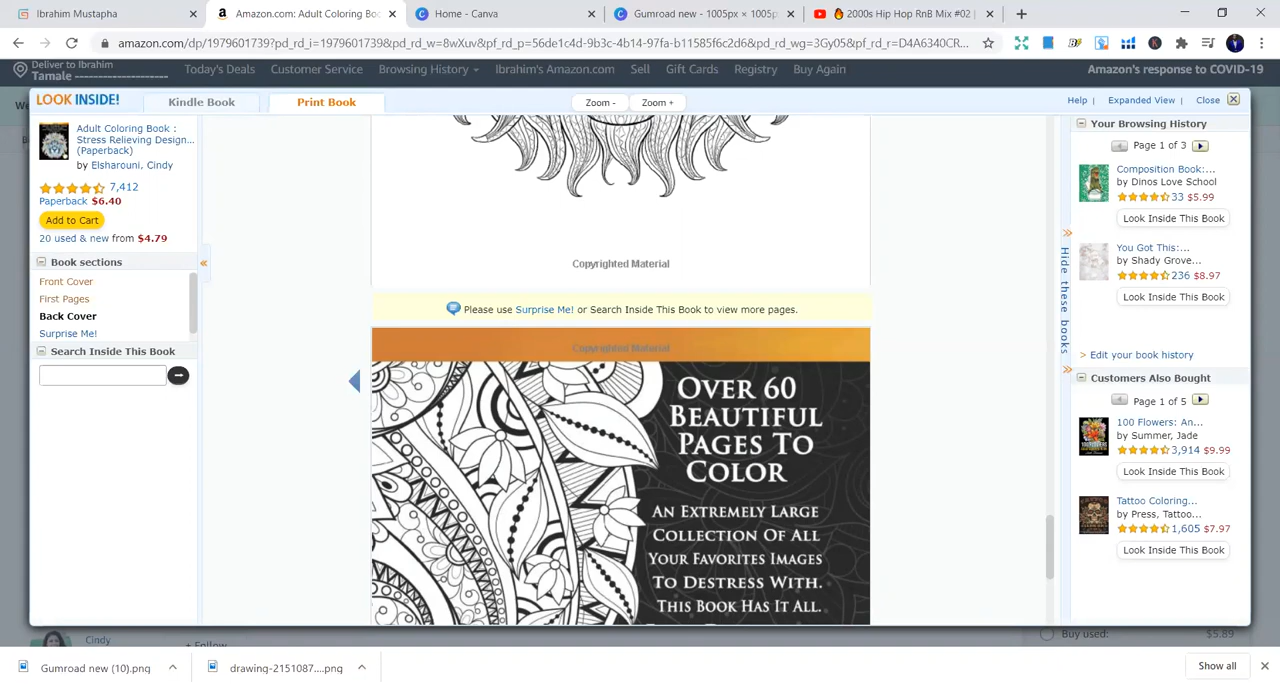 Ibrahim Mustapha
Amazon.com: Adult Coloring Boo
Home - Canva
Gumroad new - 1005px × 1005px
2000s Hip Hop RnB Mix #02 |
amazon.com/dp/1979601739?pd_rd_i=1979601739&pd_rd_w=8wXuv&pf_rd_p=56de1c4d-9b3c-4b14-97fa-b11585f6c2d6&pd_rd_wg=3Gy05&pf_rd_r=D4A6340CR...
Deliver to Ibrahim
Tamale
Today's Deals
Customer Service
Browsing History
Ibrahim's Amazon.com
Sell
Gift Cards
Registry
Buy Again
Amazon's response to COVID-19
LOOK INSIDE!
Kindle Book
Print Book
Zoom -
Zoom +
Help |
Expanded View |
Close
Adult Coloring Book :
Stress Relieving Design...
(Paperback)
by Elsharouni, Cindy
7,412
Paperback $6.40
Add to Cart
20 used & new from $4.79
Book sections
Front Cover
First Pages
Back Cover
Surprise Me!
Search Inside This Book
Copyrighted Material
Please use Surprise Me! or Search Inside This Book to view more pages.
Copyrighted Material
Over 60
Beautiful
Pages To
Color
An Extremely Large
Collection Of All
Your Favorites Images
To Destress With.
This Book Has It All.
Hide these books
Your Browsing History
Page 1 of 3
Composition Book:...
by Dinos Love School
33 $5.99
Look Inside This Book
You Got This:...
by Shady Grove...
236 $8.97
Look Inside This Book
> Edit your book history
Customers Also Bought
Page 1 of 5
100 Flowers: An...
by Summer, Jade
3,914 $9.99
Look Inside This Book
Tattoo Coloring...
by Press, Tattoo...
1,605 $7.97
Look Inside This Book
Cindy
+ Follow
Buy used:
$5.89
Gumroad new (10).png
drawing-2151087....png
Show all